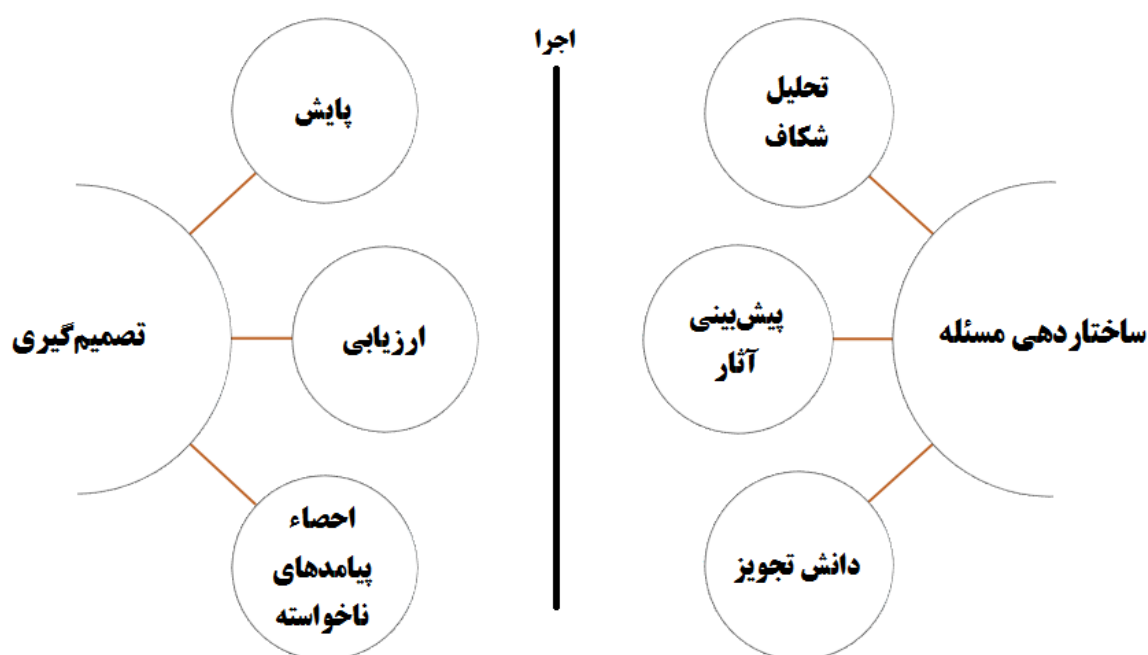 اجرا
تحلیل
شکاف
پیش‌بینی
آثار
دانش تجویز
ساختاردهی مسئله
پایش
ارزیابی
احصاء
پیامدهای
ناخواسته
تصمیم‌گیری